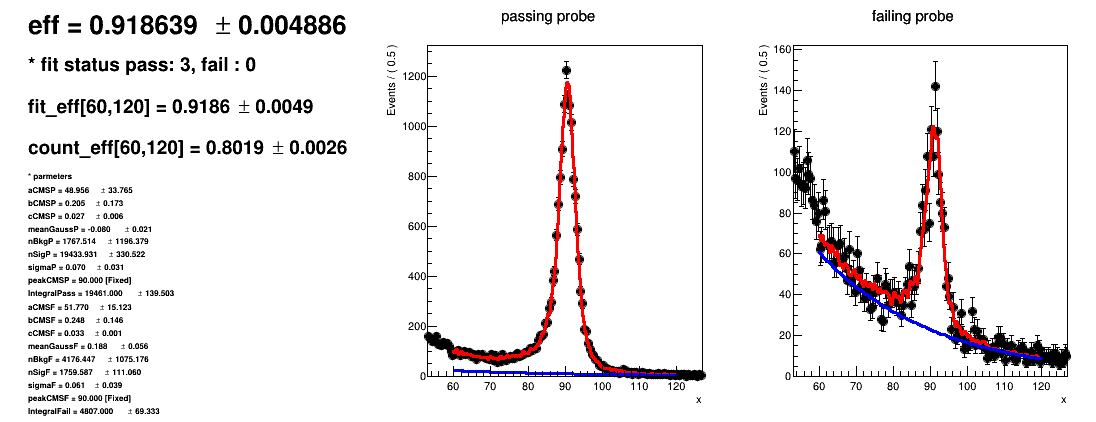 eff = 0.918639 ± 0.004886
* fit status pass: 3, fail : 0
fit_eff[60,120] = 0.9186 ± 0.0049
count_eff[60,120] = 0.8019 ± 0.0026
* parmeters
aCMSP = 48.956 ± 33.765
bCMSP = 0.205 ± 0.173
cCMSP = 0.027 ± 0.006
meanGaussP = -0.080 ± 0.021
nBkgP = 1767.514 ± 1196.379
nSigP = 19433.931 ± 330.522
sigmaP = 0.070 ± 0.031
peakCMSP = 90.000 [Fixed]
IntegralPass = 19461.000 ± 139.503
aCMSF = 51.770 ± 15.123
bCMSF = 0.248 ± 0.146
cCMSF = 0.033 ± 0.001
meanGaussF = 0.188 ± 0.056
nBkgF = 4176.447 ± 1075.176
nSigF = 1759.587 ± 111.060
sigmaF = 0.061 ± 0.039
peakCMSF = 90.000 [Fixed]
IntegralFail = 4807.000 ± 69.333
passing probe
Events / ( 0.5 )
1200
1000
800
600
400
200
0
60 70 80 90 100 110 120
x
failing probe
Events / ( 0.5 )
160
140
120
100
80
60
40
20
0
60 70 80 90 100 110 120
x